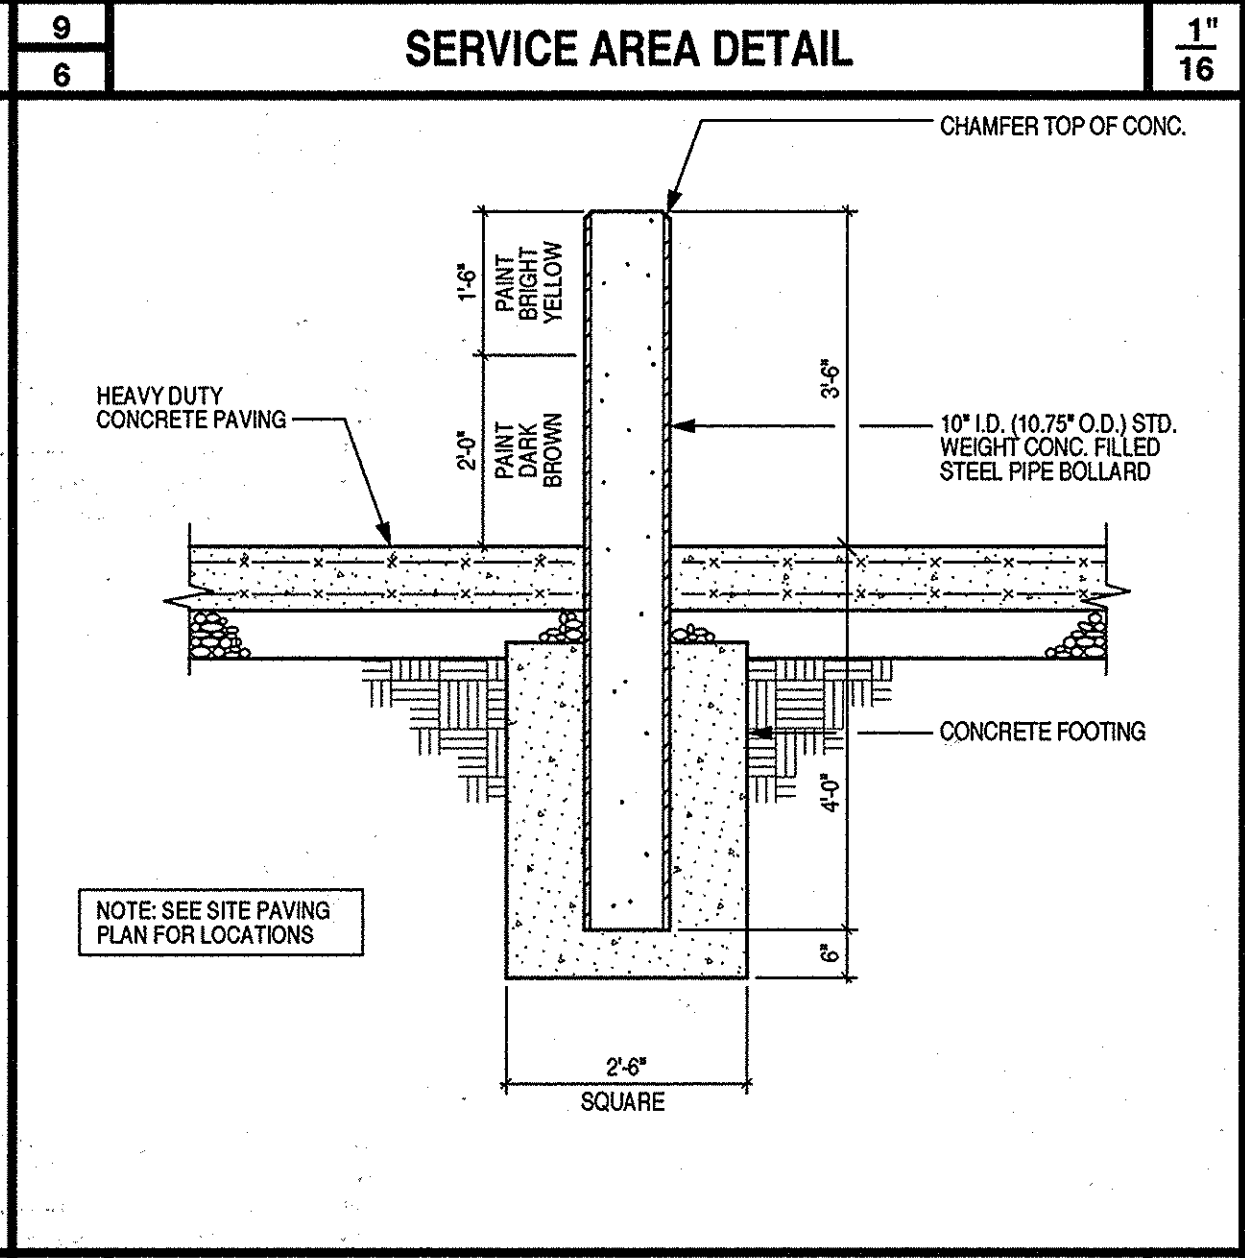 9
6
SERVICE AREA DETAIL
1"
16
CHAMFER TOP OF CONC.
1'-6"
PAINT
BRIGHT
YELLOW
3'-6"
HEAVY DUTY
CONCRETE PAVING
2'-0"
PAINT
DARK
BROWN
10" I.D. (10.75" O.D.) STD.
WEIGHT CONC. FILLED
STEEL PIPE BOLLARD
CONCRETE FOOTING
4'-0"
NOTE: SEE SITE PAVING
PLAN FOR LOCATIONS
6"
2'-6"
SQUARE